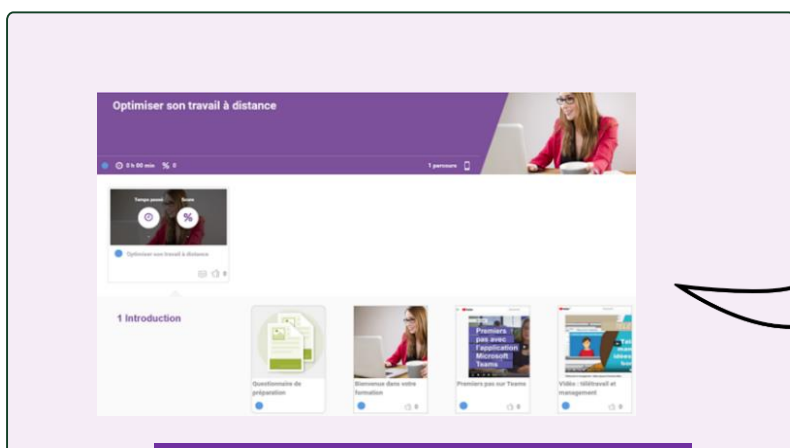 Optimiser son travail à distance
0 h 00 min % 0
1 parcours
Temps passé Score
%
Optimiser son travail à distance
0
1 Introduction
Premiers
pas avec
l'application
Microsoft
Teams
Questionnaire de
préparation
Bienvenue dans votre
formation
0
Premiers pas sur Teams
0
Vidéo : télétravail et
management
0